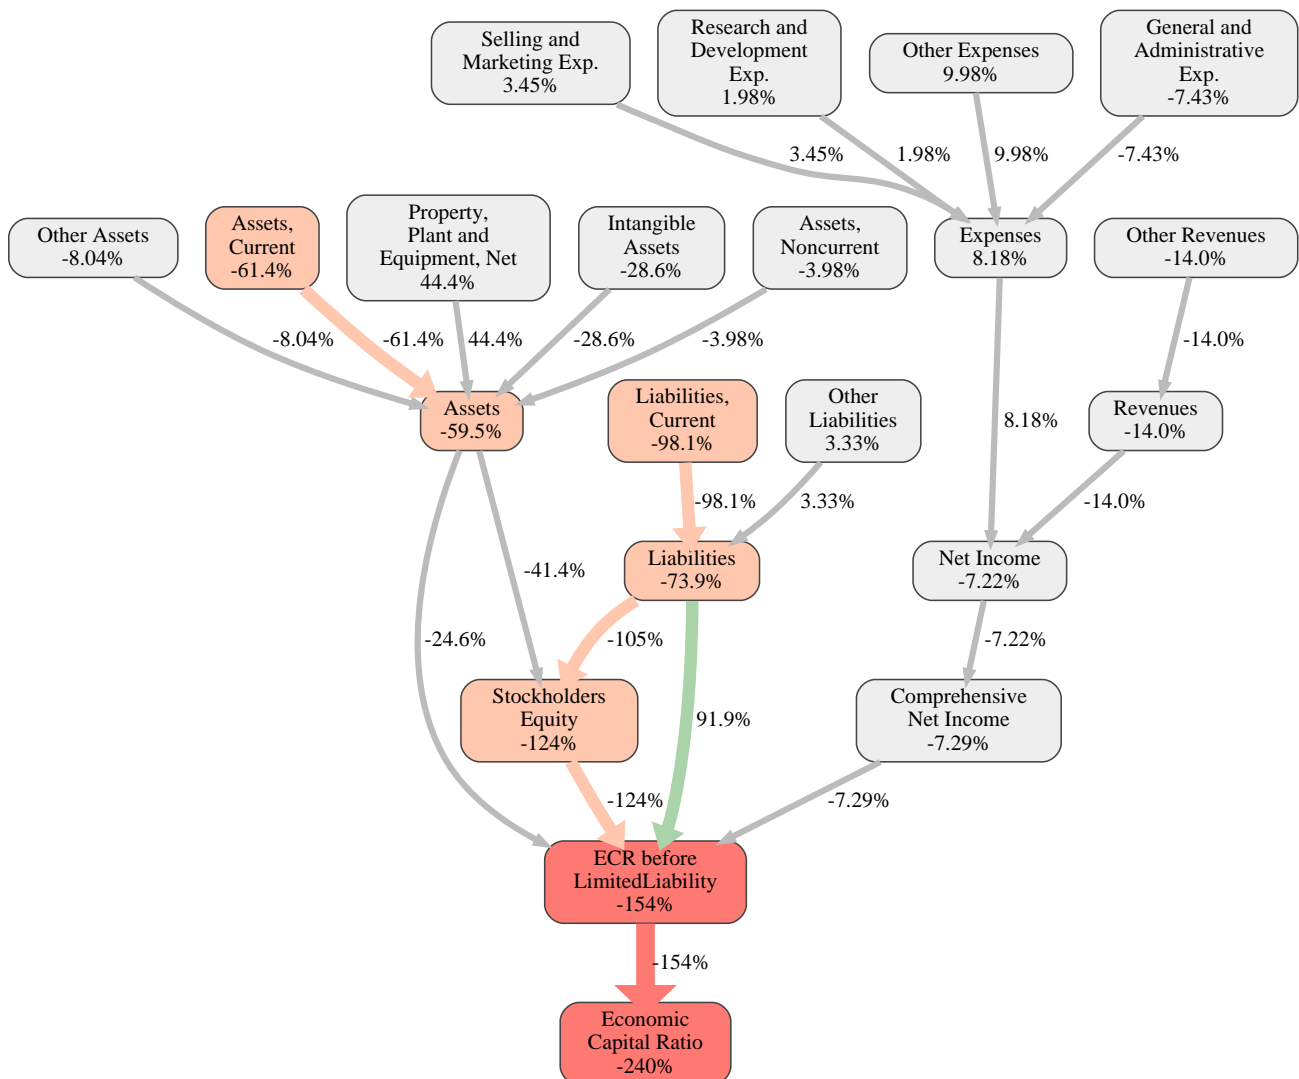 Selling and
Marketing Exp.
3.45%
Research and
Development
Exp.
1.98%
Other Expenses
9.98%
General and
Administrative
Exp.
-7.43%
3.45%
1.98%
9.98%
-7.43%
Other Assets
-8.04%
Assets,
Current
-61.4%
Property,
Plant and
Equipment, Net
44.4%
Intangible
Assets
-28.6%
Assets,
Noncurrent
-3.98%
Expenses
8.18%
Other Revenues
-14.0%
-8.04%
-61.4%
44.4%
-28.6%
-3.98%
-14.0%
Assets
-59.5%
Liabilities,
Current
-98.1%
Other
Liabilities
3.33%
8.18%
Revenues
-14.0%
-98.1%
3.33%
-14.0%
Liabilities
-73.9%
Net Income
-7.22%
-41.4%
-24.6%
-105%
-7.22%
Stockholders
Equity
-124%
91.9%
Comprehensive
Net Income
-7.29%
-124%
-7.29%
ECR before
LimitedLiability
-154%
-154%
Economic
Capital Ratio
-240%